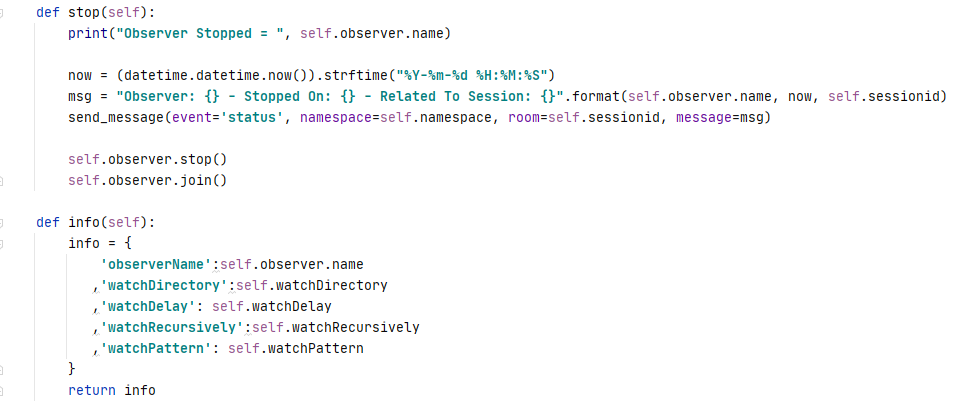 def stop(self):
    print("Observer Stopped = ", self.observer.name)

    now = (datetime.datetime.now()).strftime("%Y-%m-%d %H:%M:%S")
    msg = "Observer: {} - Stopped On: {} - Related To Session: {}".format(self.observer.name, now, self.sessionid)
    send_message(event='status', namespace=self.namespace, room=self.sessionid, message=msg)

    self.observer.stop()
    self.observer.join()

def info(self):
    info = {
        'observerName':self.observer.name
       ,'watchDirectory':self.watchDirectory
       ,'watchDelay': self.watchDelay
       ,'watchRecursively':self.watchRecursively
       ,'watchPattern': self.watchPattern
    }
    return info